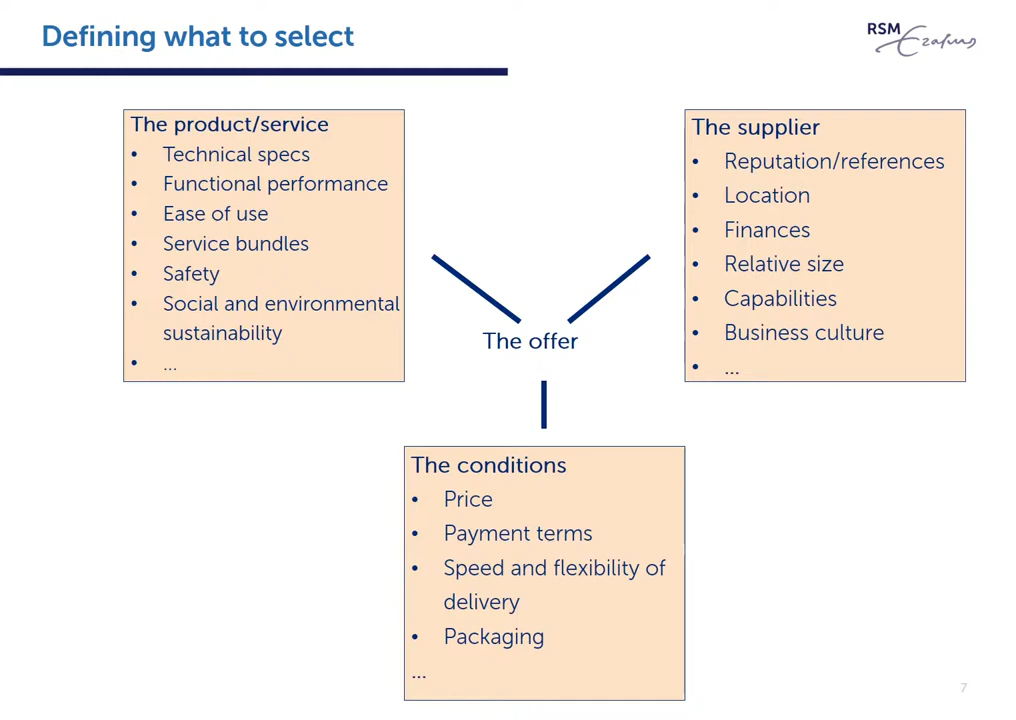 Defining what to select
RSM
Erasmus
The product/service
• Technical specs
• Functional performance
• Ease of use
• Service bundles
• Safety
• Social and environmental
sustainability
• ...
The supplier
• Reputation/references
• Location
• Finances
• Relative size
• Capabilities
• Business culture
• ...
The offer
The conditions
• Price
• Payment terms
• Speed and flexibility of
delivery
• Packaging
...
7